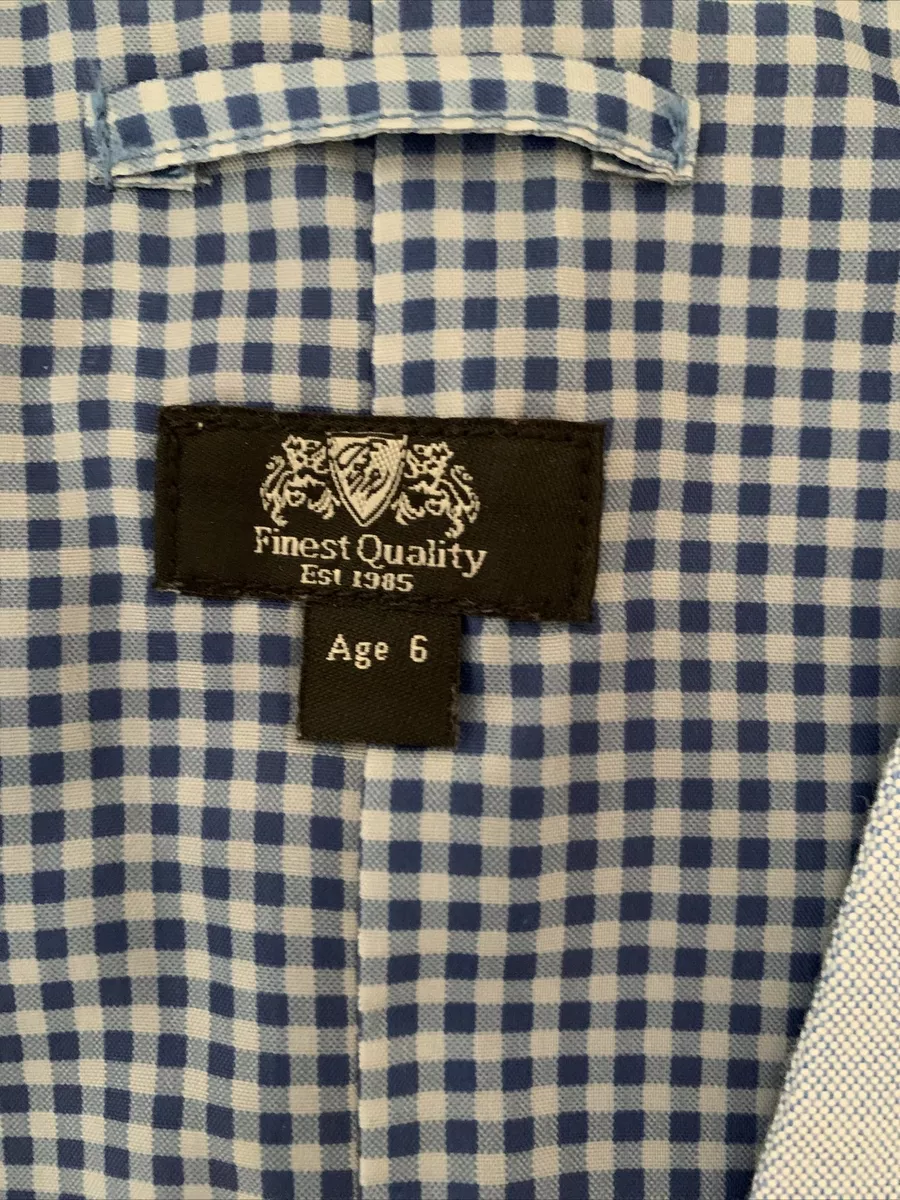 Finest Quality
Est 1985
Age 6